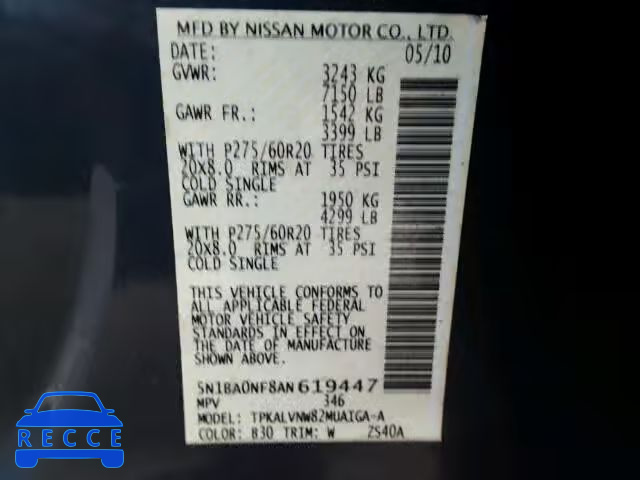 MFD BY NISSAN MOTOR CO., LTD.
DATE: 05/10
GVWR: 3243 KG
7150 LB
GAWR FR.: 1542 KG
3399 LB
WITH P275/60R20 TIRES
20X8.0 RIMS AT 35 PSI
COLD SINGLE
GAWR RR.: 1950 KG
4299 LB
WITH P275/60R20 TIRES
20X8.0 RIMS AT 35 PSI
COLD SINGLE
THIS VEHICLE CONFORMS TO
ALL APPLICABLE FEDERAL
MOTOR VEHICLE SAFETY
STANDARDS IN EFFECT ON
THE DATE OF MANUFACTURE
SHOWN ABOVE.
5N1BA0NF8AN619447
MPV 346
MODEL: TPKALVNW82MUAIGA-A
COLOR: B30 TRIM: W ZS40A
RECCE